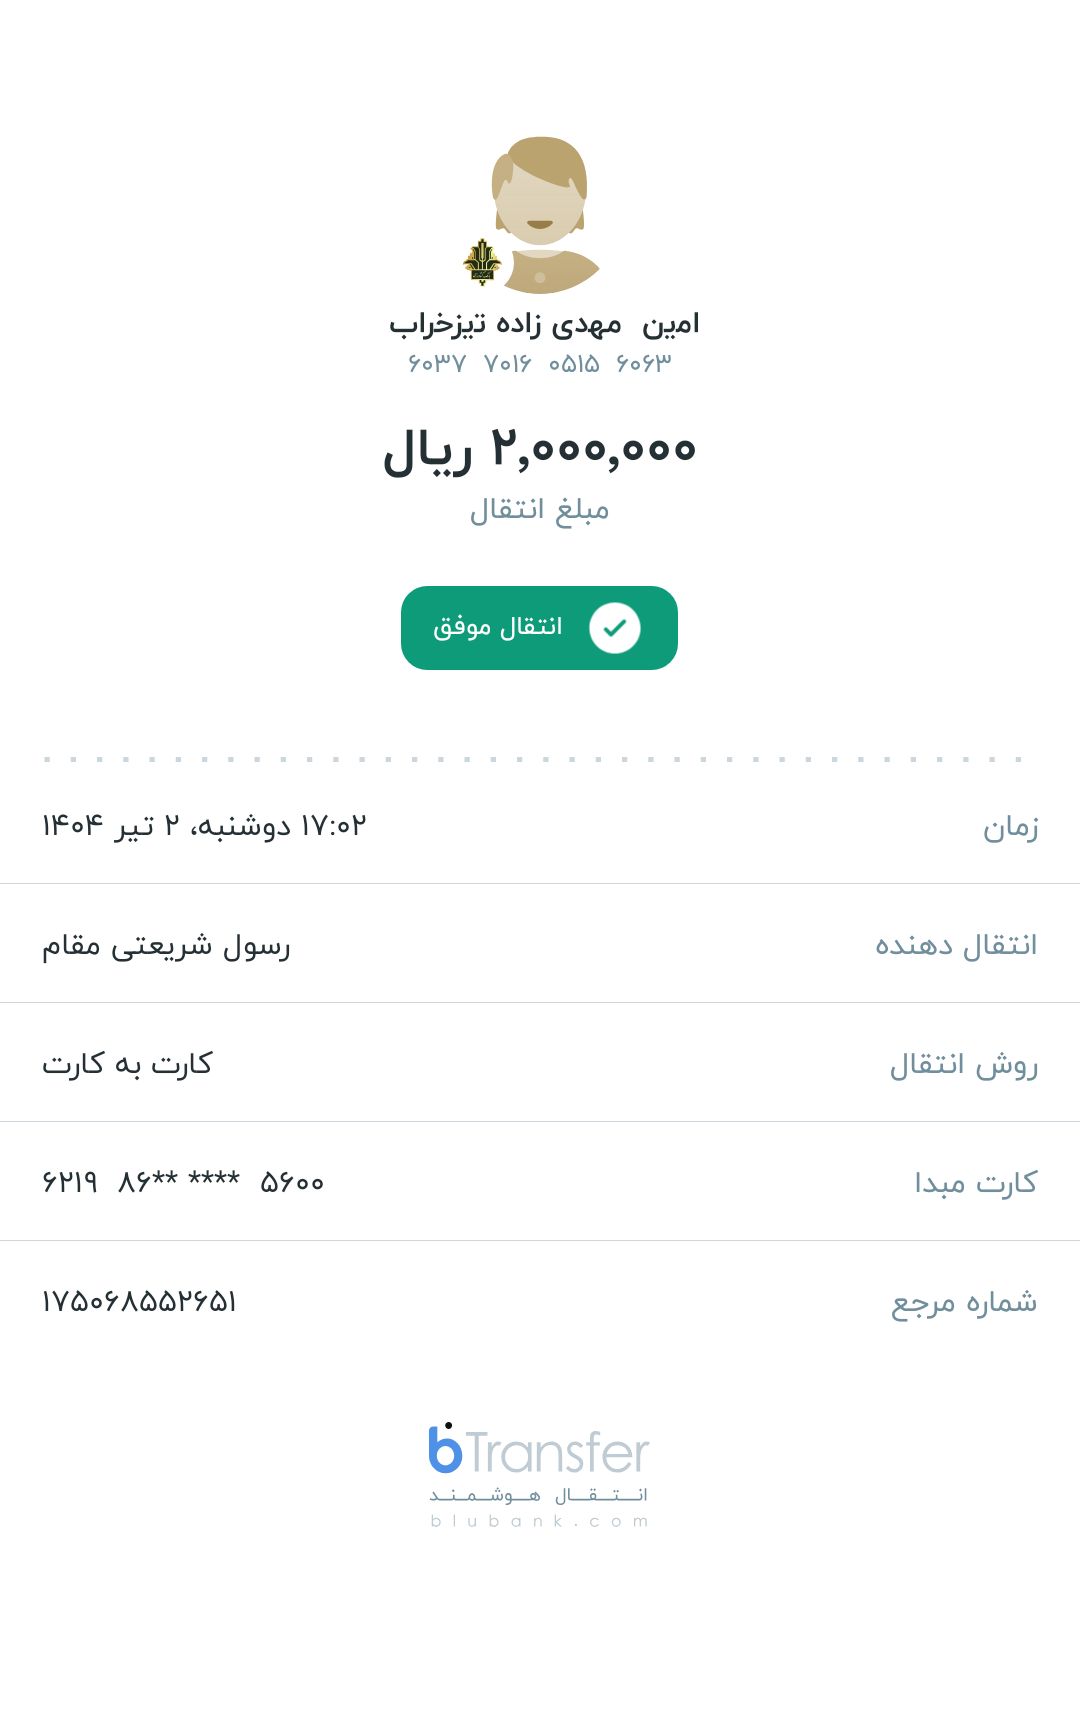 امین مهدی زاده تیزخراب
۶۰۳۷ ۷۰۱۶ ۰۵۱۵ ۶۰۶۳
۲,۰۰۰,۰۰۰ ریال
مبلغ انتقال
انتقال موفق
زمان ۱۷:۰۲ دوشنبه، ۲ تیر ۱۴۰۴
انتقال دهنده رسول شریعتی مقام
روش انتقال کارت به کارت
کارت مبدا ۶۲۱۹ ۸۶** **** ۵۶۰۰
شماره مرجع ۱۷۵۰۶۸۵۵۲۶۵۱
bTransfer
انـــتـــقـــال هـــوشـــمـــنـــد
blubank.com